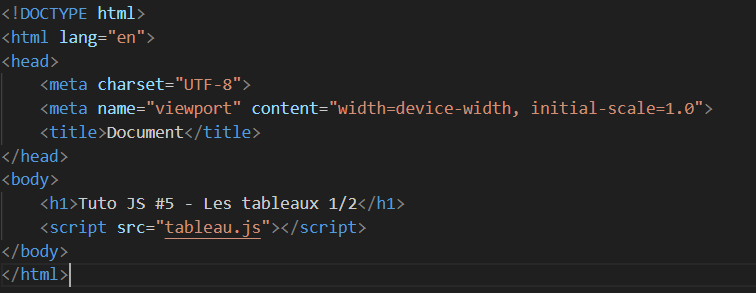 <!DOCTYPE html>
<html lang="en">
<head>
    <meta charset="UTF-8">
    <meta name="viewport" content="width=device-width, initial-scale=1.0">
    <title>Document</title>
</head>
<body>
    <h1>Tuto JS #5 - Les tableaux 1/2</h1>
    <script src="tableau.js"></script>
</body>
</html>